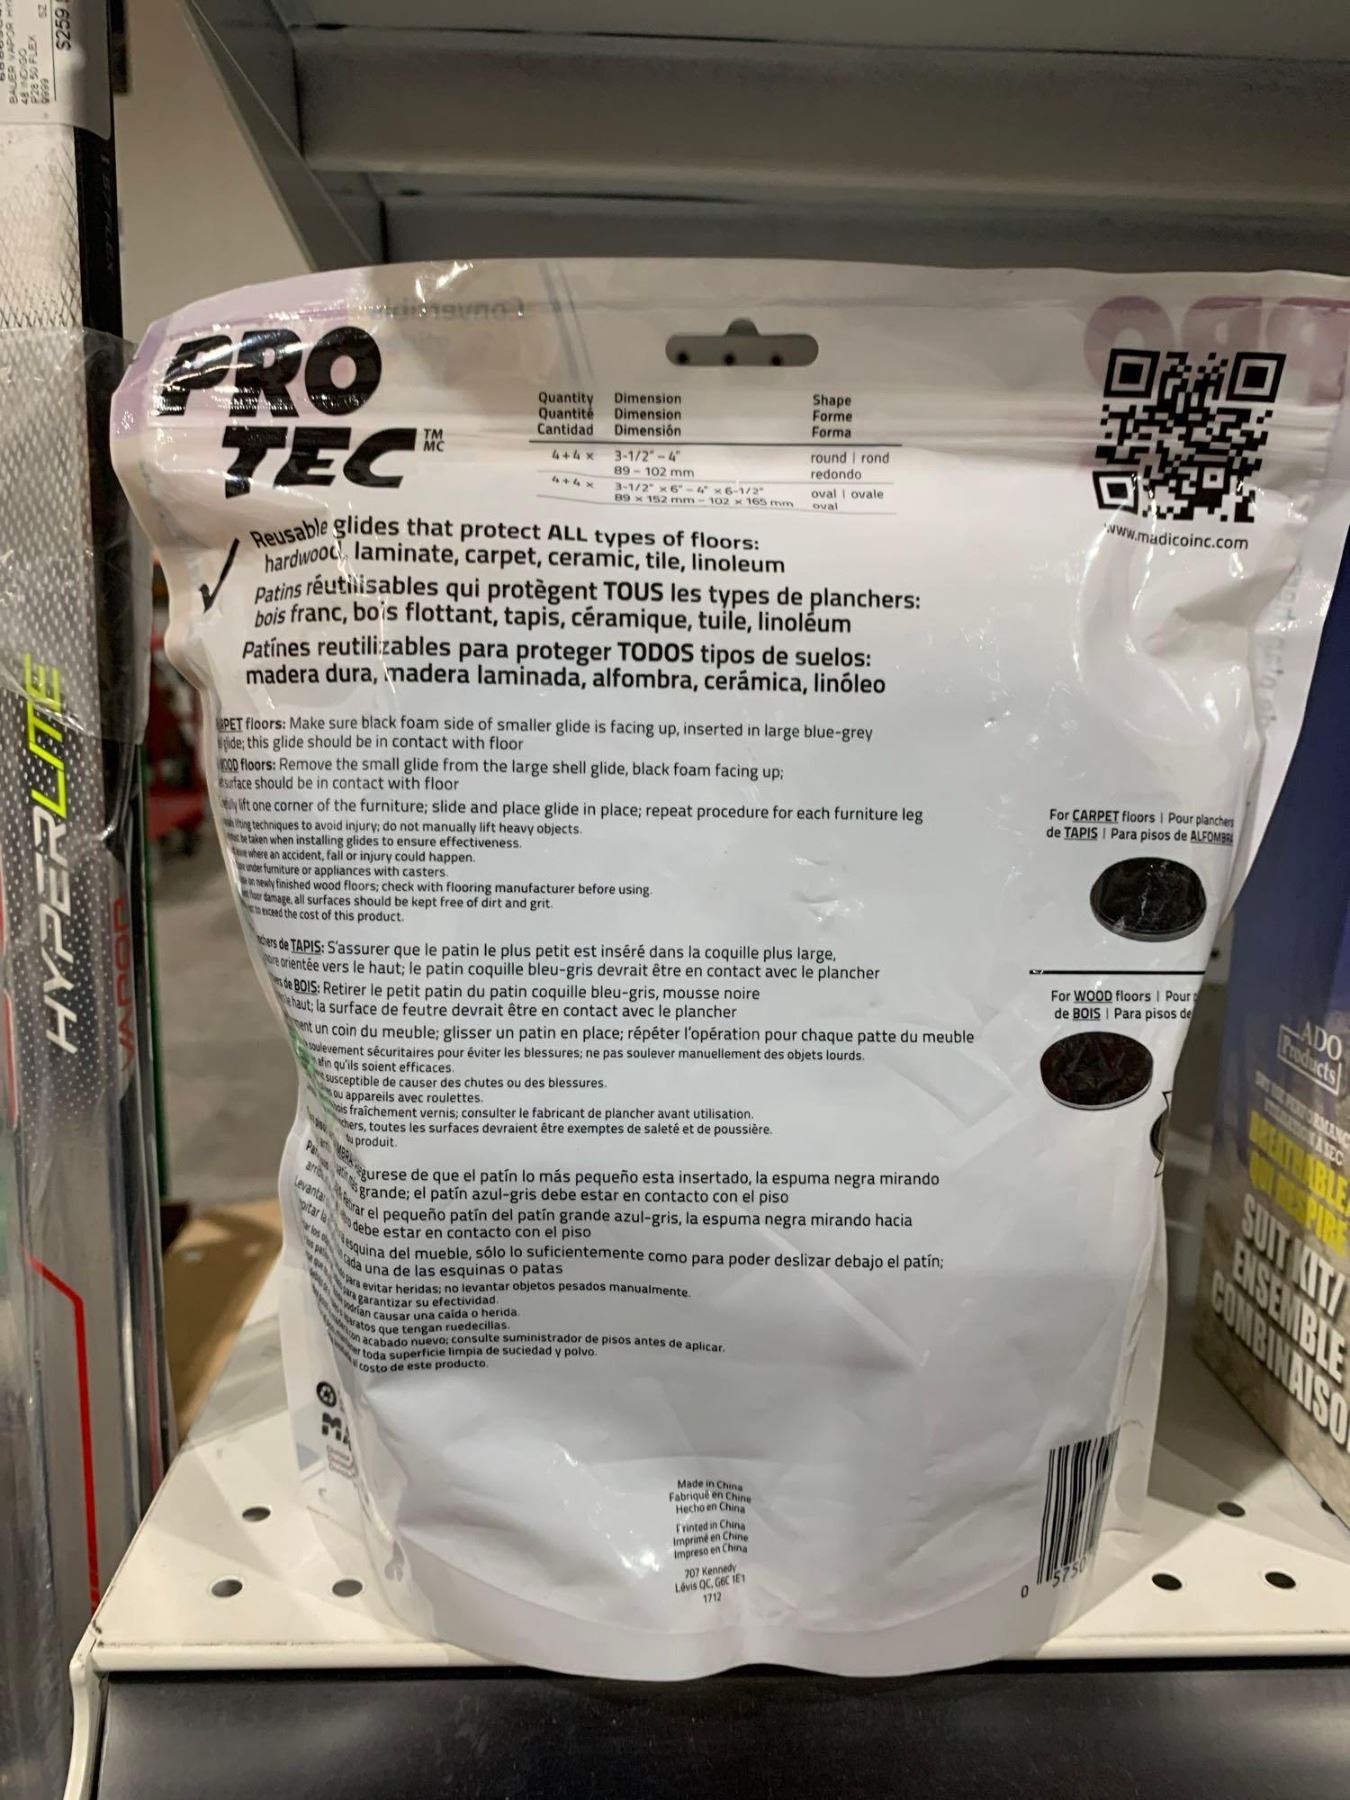 PRO
TEC TM
MC
Quantity Dimension Shape
Quantité Dimension Forme
Cantidad Dimensión Forma
4+4 x 3-1/2" – 4" round | rond
89 – 102 mm redondo
4+4 x 3-1/2" x 6" – 4" x 6-1/2" oval | ovale
89 x 152 mm – 102 x 165 mm oval
www.madicoinc.com
Reusable glides that protect ALL types of floors:
hardwood, laminate, carpet, ceramic, tile, linoleum
Patins réutilisables qui protègent TOUS les types de planchers:
bois franc, bois flottant, tapis, céramique, tuile, linoléum
Patínes reutilizables para proteger TODOS tipos de suelos:
madera dura, madera laminada, alfombra, cerámica, linóleo
floors: Make sure black foam side of smaller glide is facing up, inserted in large blue-grey
glide; this glide should be in contact with floor
WOOD floors: Remove the small glide from the large shell glide, black foam facing up;
surface should be in contact with floor
lift one corner of the furniture; slide and place glide in place; repeat procedure for each furniture leg
lifting techniques to avoid injury; do not manually lift heavy objects.
be taken when installing glides to ensure effectiveness.
where an accident, fall or injury could happen.
under furniture or appliances with casters.
on newly finished wood floors; check with flooring manufacturer before using.
floor damage, all surfaces should be kept free of dirt and grit.
to exceed the cost of this product.
de TAPIS: S'assurer que le patin le plus petit est inséré dans la coquille plus large,
orientée vers le haut; le patin coquille bleu-gris devrait être en contact avec le plancher
de BOIS: Retirer le petit patin du patin coquille bleu-gris, mousse noire
haut; la surface de feutre devrait être en contact avec le plancher
un coin du meuble; glisser un patin en place; répéter l'opération pour chaque patte du meuble
soulevement sécuritaires pour éviter les blessures; ne pas soulever manuellement des objets lourds.
afin qu'ils soient efficaces.
susceptible de causer des chutes ou des blessures.
ou appareils avec roulettes.
fraîchement vernis; consulter le fabricant de plancher avant utilisation.
toutes les surfaces devraient être exemptes de saleté et de poussière.
produit.
de que el patín lo más pequeño esta insertado, la espuma negra mirando
grande; el patín azul-gris debe estar en contacto con el piso
el pequeño patín del patín grande azul-gris, la espuma negra mirando hacia
debe estar en contacto con el piso
esquina del mueble, sólo lo suficientemente como para poder deslizar debajo el patín;
cada una de las esquinas o patas
para evitar heridas; no levantar objetos pesados manualmente.
para garantizar su efectividad.
podrían causar una caída o herida.
que tengan ruedecillas.
con acabado nuevo; consulte suministrador de pisos antes de aplicar.
toda superficie limpia de suciedad y polvo.
costo de este producto.
For CARPET floors | Pour planchers
de TAPIS | Para pisos de ALFOMBRA
For WOOD floors | Pour
de BOIS | Para pisos de
Made in China
Fabriqué en Chine
Hecho en China
Printed in China
Imprimé en Chine
Impreso en China
707 Kennedy
Lévis QC, G6C 1E1
1712
0 5750
HYPERLITE
VAPOR
BAUER VAPOR
P28 50 FLEX
$259
ADO
Products
BREATHABLE
QUI RESPIRE
SUIT KIT/
ENSEMBLE